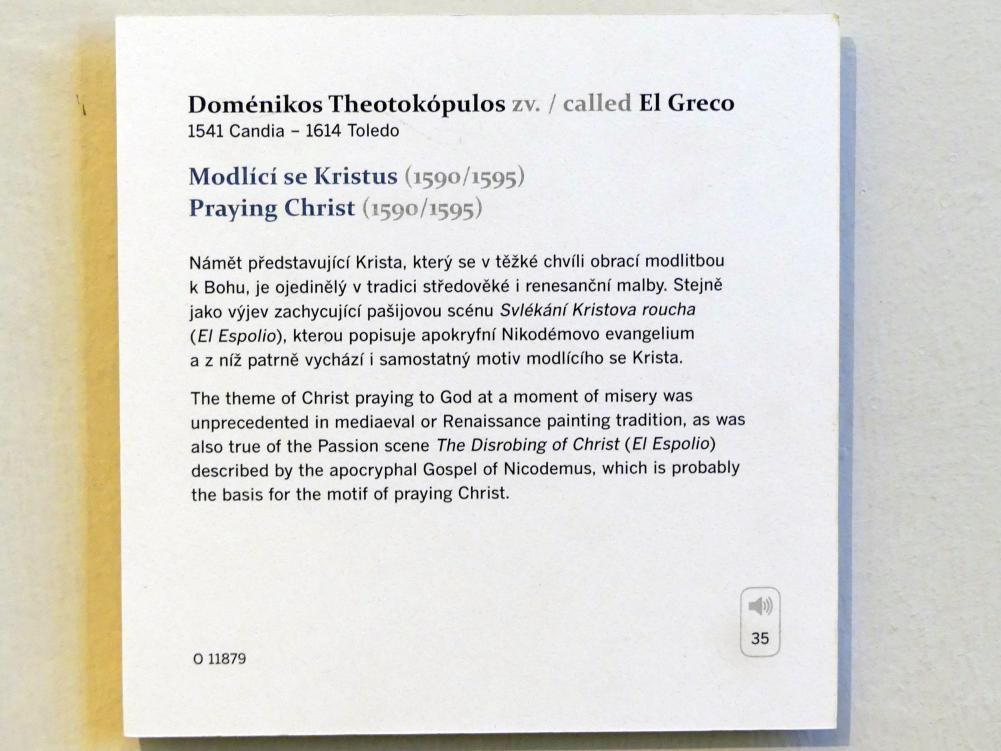 Doménikos Theotokópulos zv. / called El Greco
1541 Candia – 1614 Toledo
Modlící se Kristus (1590/1595)
Praying Christ (1590/1595)
Námět představující Krista, který se v těžké chvíli obrací modlitbou
k Bohu, je ojedinělý v tradici středověké i renesanční malby. Stejně
jako výjev zachycující pašijovou scénu Svlékání Kristova roucha
(El Espolio), kterou popisuje apokryfní Nikodémovo evangelium
a z níž patrně vychází i samostatný motiv modlícího se Krista.
The theme of Christ praying to God at a moment of misery was
unprecedented in mediaeval or Renaissance painting tradition, as was
also true of the Passion scene The Disrobing of Christ (El Espolio)
described by the apocryphal Gospel of Nicodemus, which is probably
the basis for the motif of praying Christ.
35
O 11879